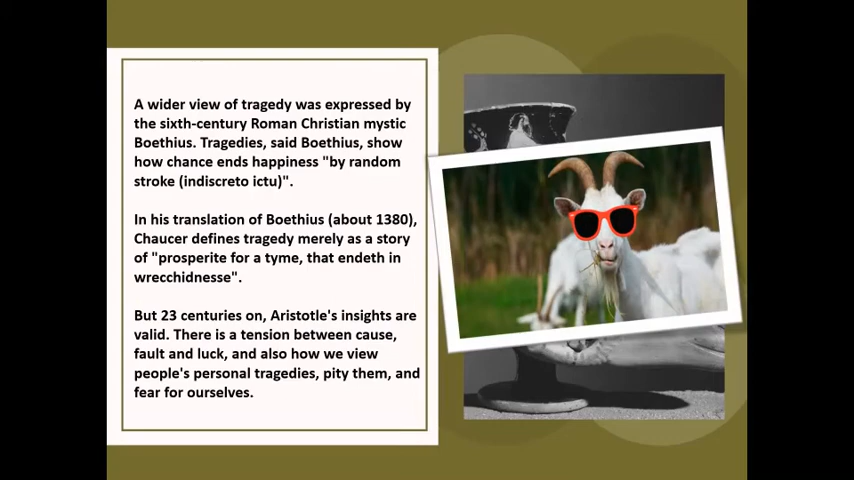 A wider view of tragedy was expressed by
the sixth-century Roman Christian mystic
Boethius. Tragedies, said Boethius, show
how chance ends happiness "by random
stroke (indiscreto ictu)".
In his translation of Boethius (about 1380),
Chaucer defines tragedy merely as a story
of "prosperite for a tyme, that endeth in
wrecchidnesse".
But 23 centuries on, Aristotle's insights are
valid. There is a tension between cause,
fault and luck, and also how we view
people's personal tragedies, pity them, and
fear for ourselves.